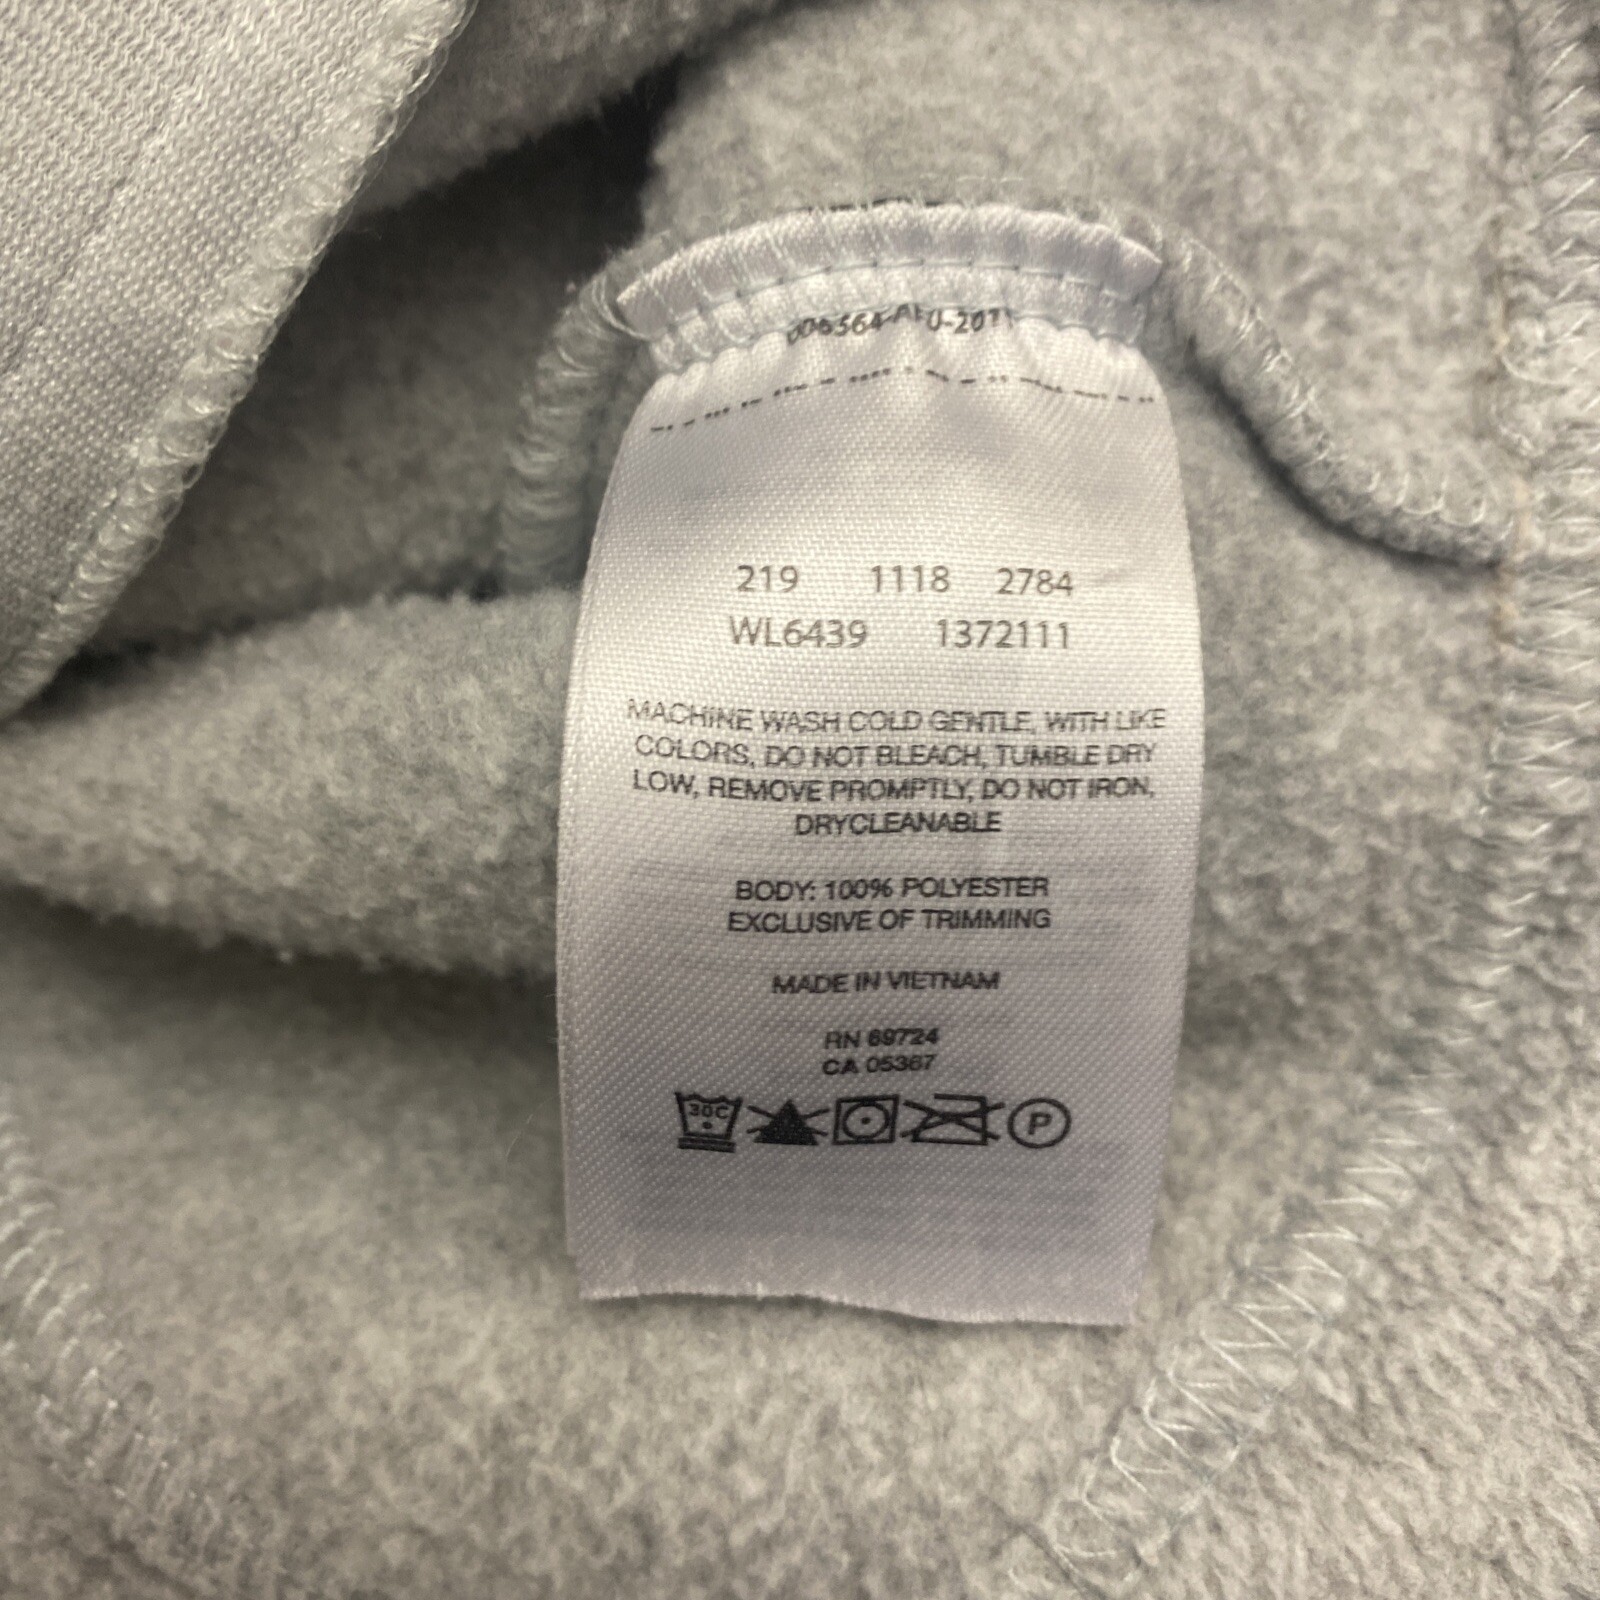 219 1118 2784
WL6439 1372111
MACHINE WASH COLD GENTLE, WITH LIKE
COLORS, DO NOT BLEACH, TUMBLE DRY
LOW, REMOVE PROMPTLY, DO NOT IRON,
DRYCLEANABLE
BODY: 100% POLYESTER
EXCLUSIVE OF TRIMMING
MADE IN VIETNAM
RN 69724
CA 05367
30C P